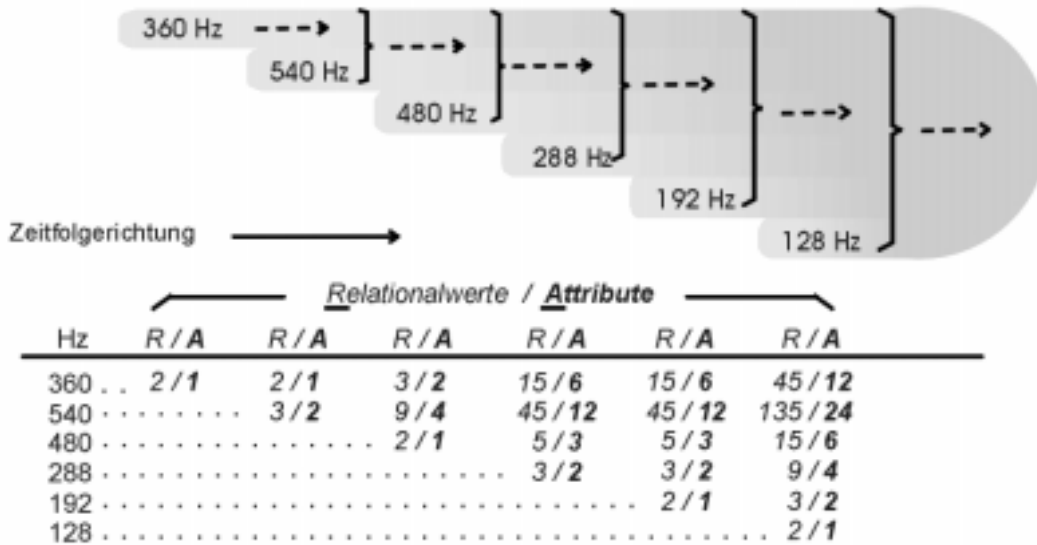 360 Hz
540 Hz
480 Hz
288 Hz
192 Hz
128 Hz
Zeitfolgerichtung
Relationalwerte / Attribute
Hz R / A R / A R / A R / A R / A R / A
360 . . 2 / 1 2 / 1 3 / 2 15 / 6 15 / 6 45 / 12
540 . . . . . . . . 3 / 2 9 / 4 45 / 12 45 / 12 135 / 24
480 . . . . . . . . . . . . . . . 2 / 1 5 / 3 5 / 3 15 / 6
288 . . . . . . . . . . . . . . . . . . . . . . 3 / 2 3 / 2 9 / 4
192 . . . . . . . . . . . . . . . . . . . . . . . . . . . . . 2 / 1 3 / 2
128 . . . . . . . . . . . . . . . . . . . . . . . . . . . . . . . . . . . . 2 / 1